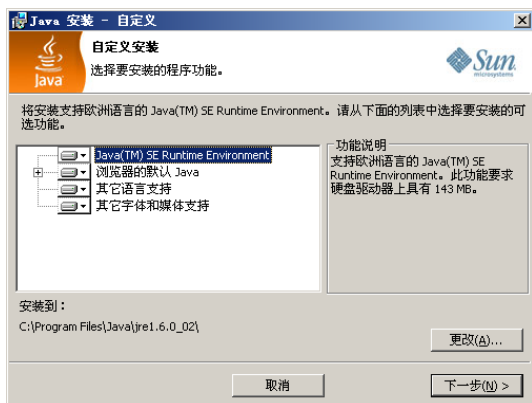 Java 安装 - 自定义
自定义安装
选择要安装的程序功能。
Java
Sun
microsystems
将安装支持欧洲语言的 Java(TM) SE Runtime Environment。请从下面的列表中选择要安装的可
选功能。
Java(TM) SE Runtime Environment
浏览器的默认 Java
其它语言支持
其它字体和媒体支持
功能说明
支持欧洲语言的 Java(TM) SE
Runtime Environment。此功能要求
硬盘驱动器上具有 143 MB。
安装到：
C:\Program Files\Java\jre1.6.0_02\
更改(A)...
取消
下一步(N) >